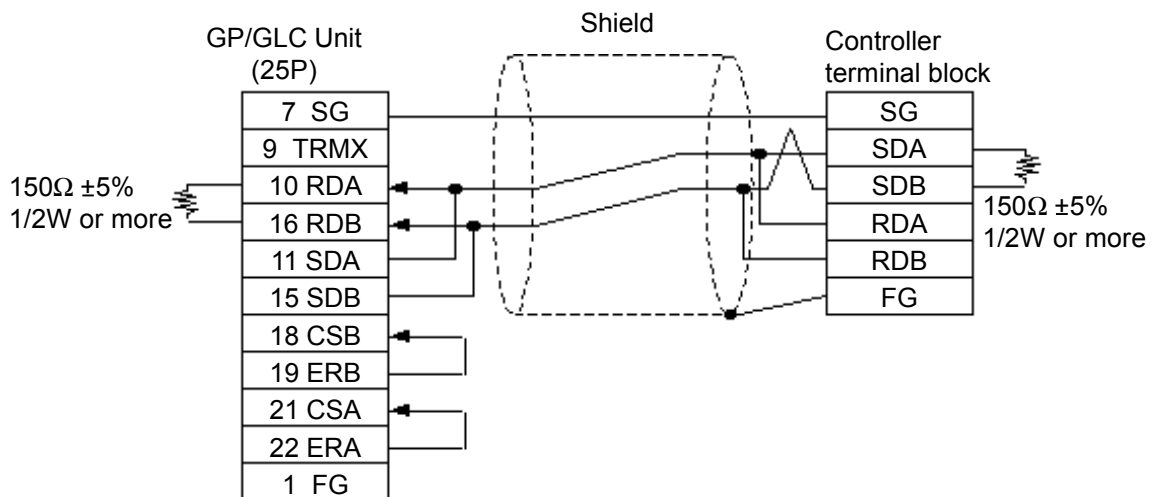 Shield
GP/GLC Unit
(25P)
Controller
terminal block
7 SG
9 TRMX
10 RDA
16 RDB
11 SDA
15 SDB
18 CSB
19 ERB
21 CSA
22 ERA
1 FG
150Ω ±5%
1/2W or more
SG
SDA
SDB
RDA
RDB
FG
150Ω ±5%
1/2W or more